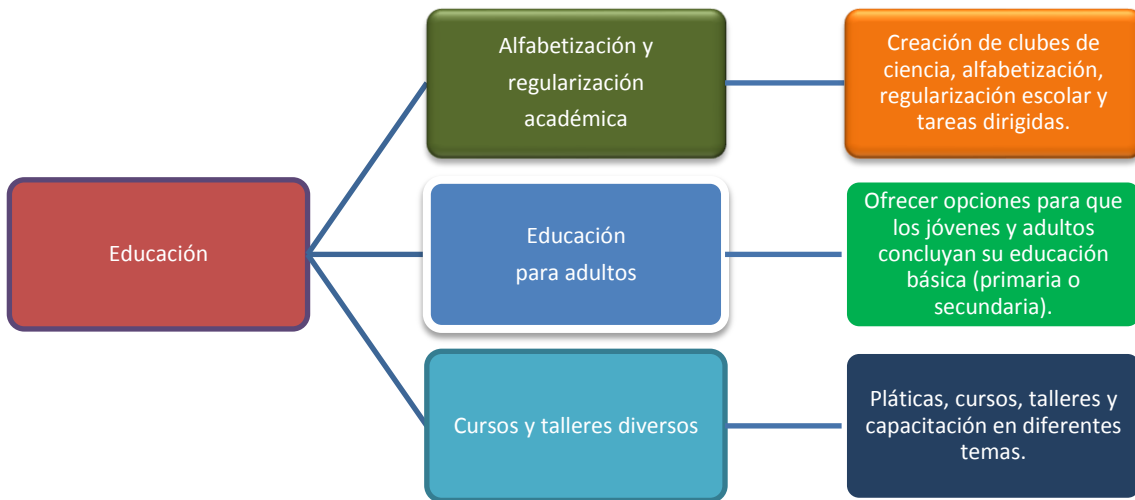 Educación
Alfabetización y
regularización
académica
Creación de clubes de
ciencia, alfabetización,
regularización escolar y
tareas dirigidas.
Educación
para adultos
Ofrecer opciones para que
los jóvenes y adultos
concluyan su educación
básica (primaria o
secundaria).
Cursos y talleres diversos
Pláticas, cursos, talleres y
capacitación en diferentes
temas.